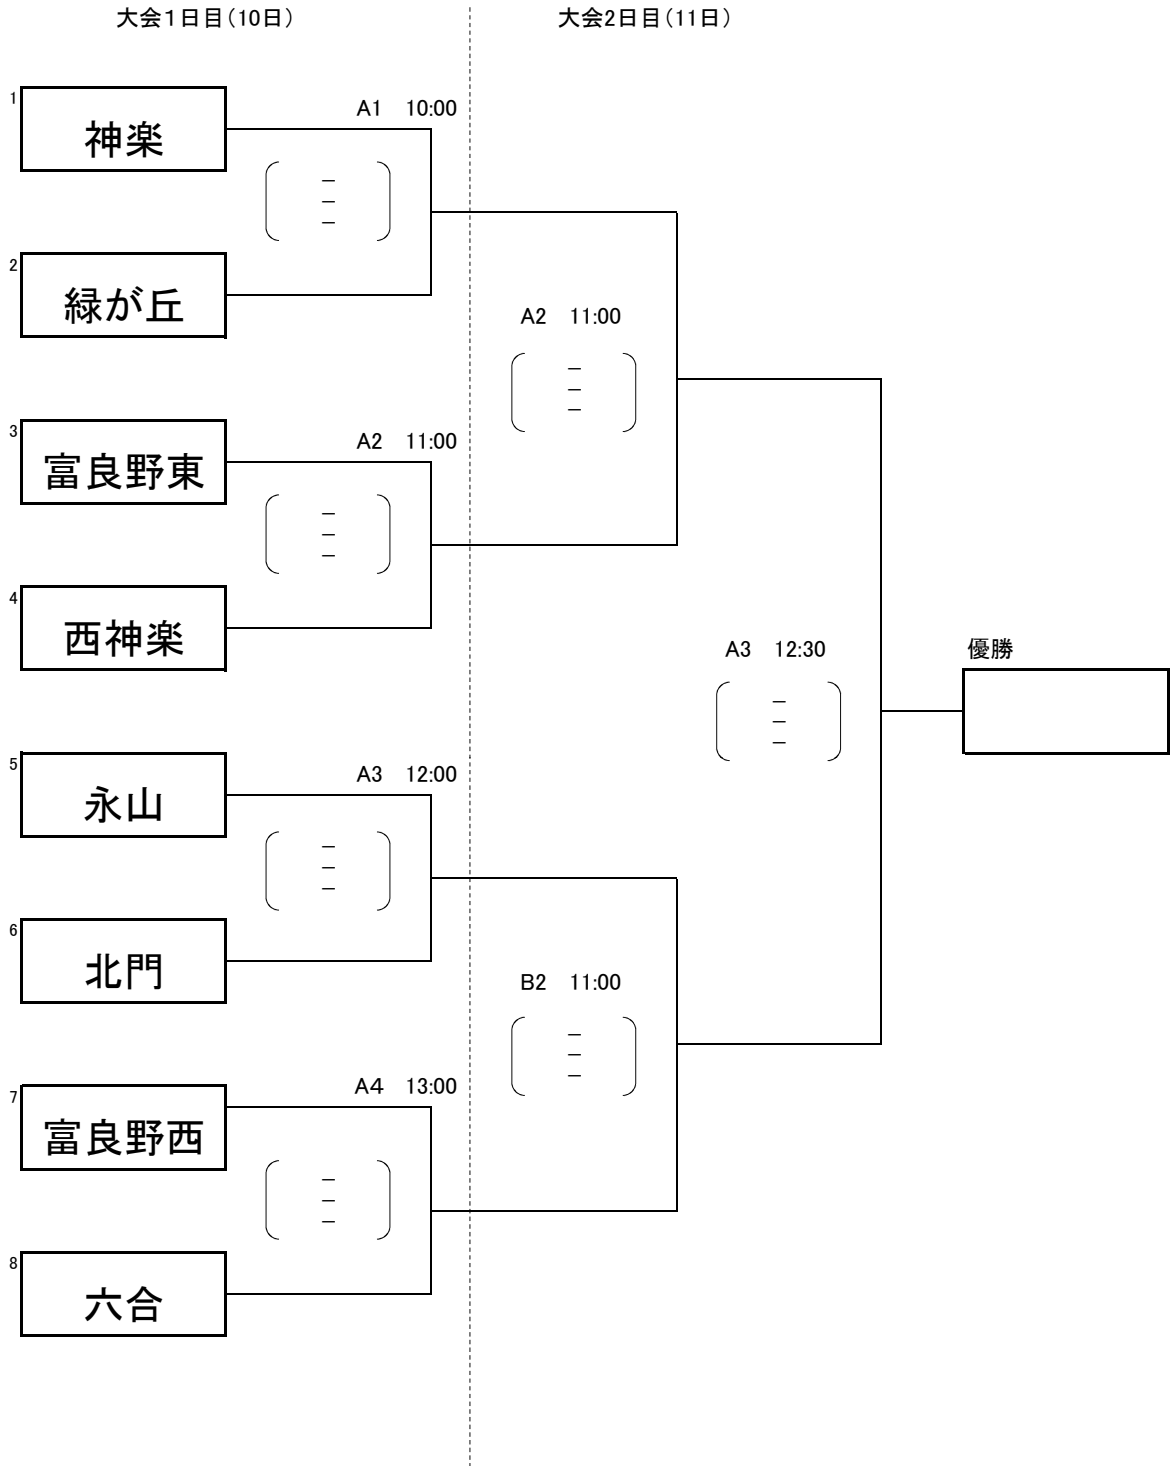 大会１日目（10日）
大会2日目（11日）
1
神楽
A1 10:00
－
－
－
2
緑が丘
A2 11:00
－
－
－
3
富良野東
A2 11:00
－
－
－
4
西神楽
A3 12:30
－
－
－
優勝
5
永山
A3 12:00
－
－
－
6
北門
B2 11:00
－
－
－
7
富良野西
A4 13:00
－
－
－
8
六合